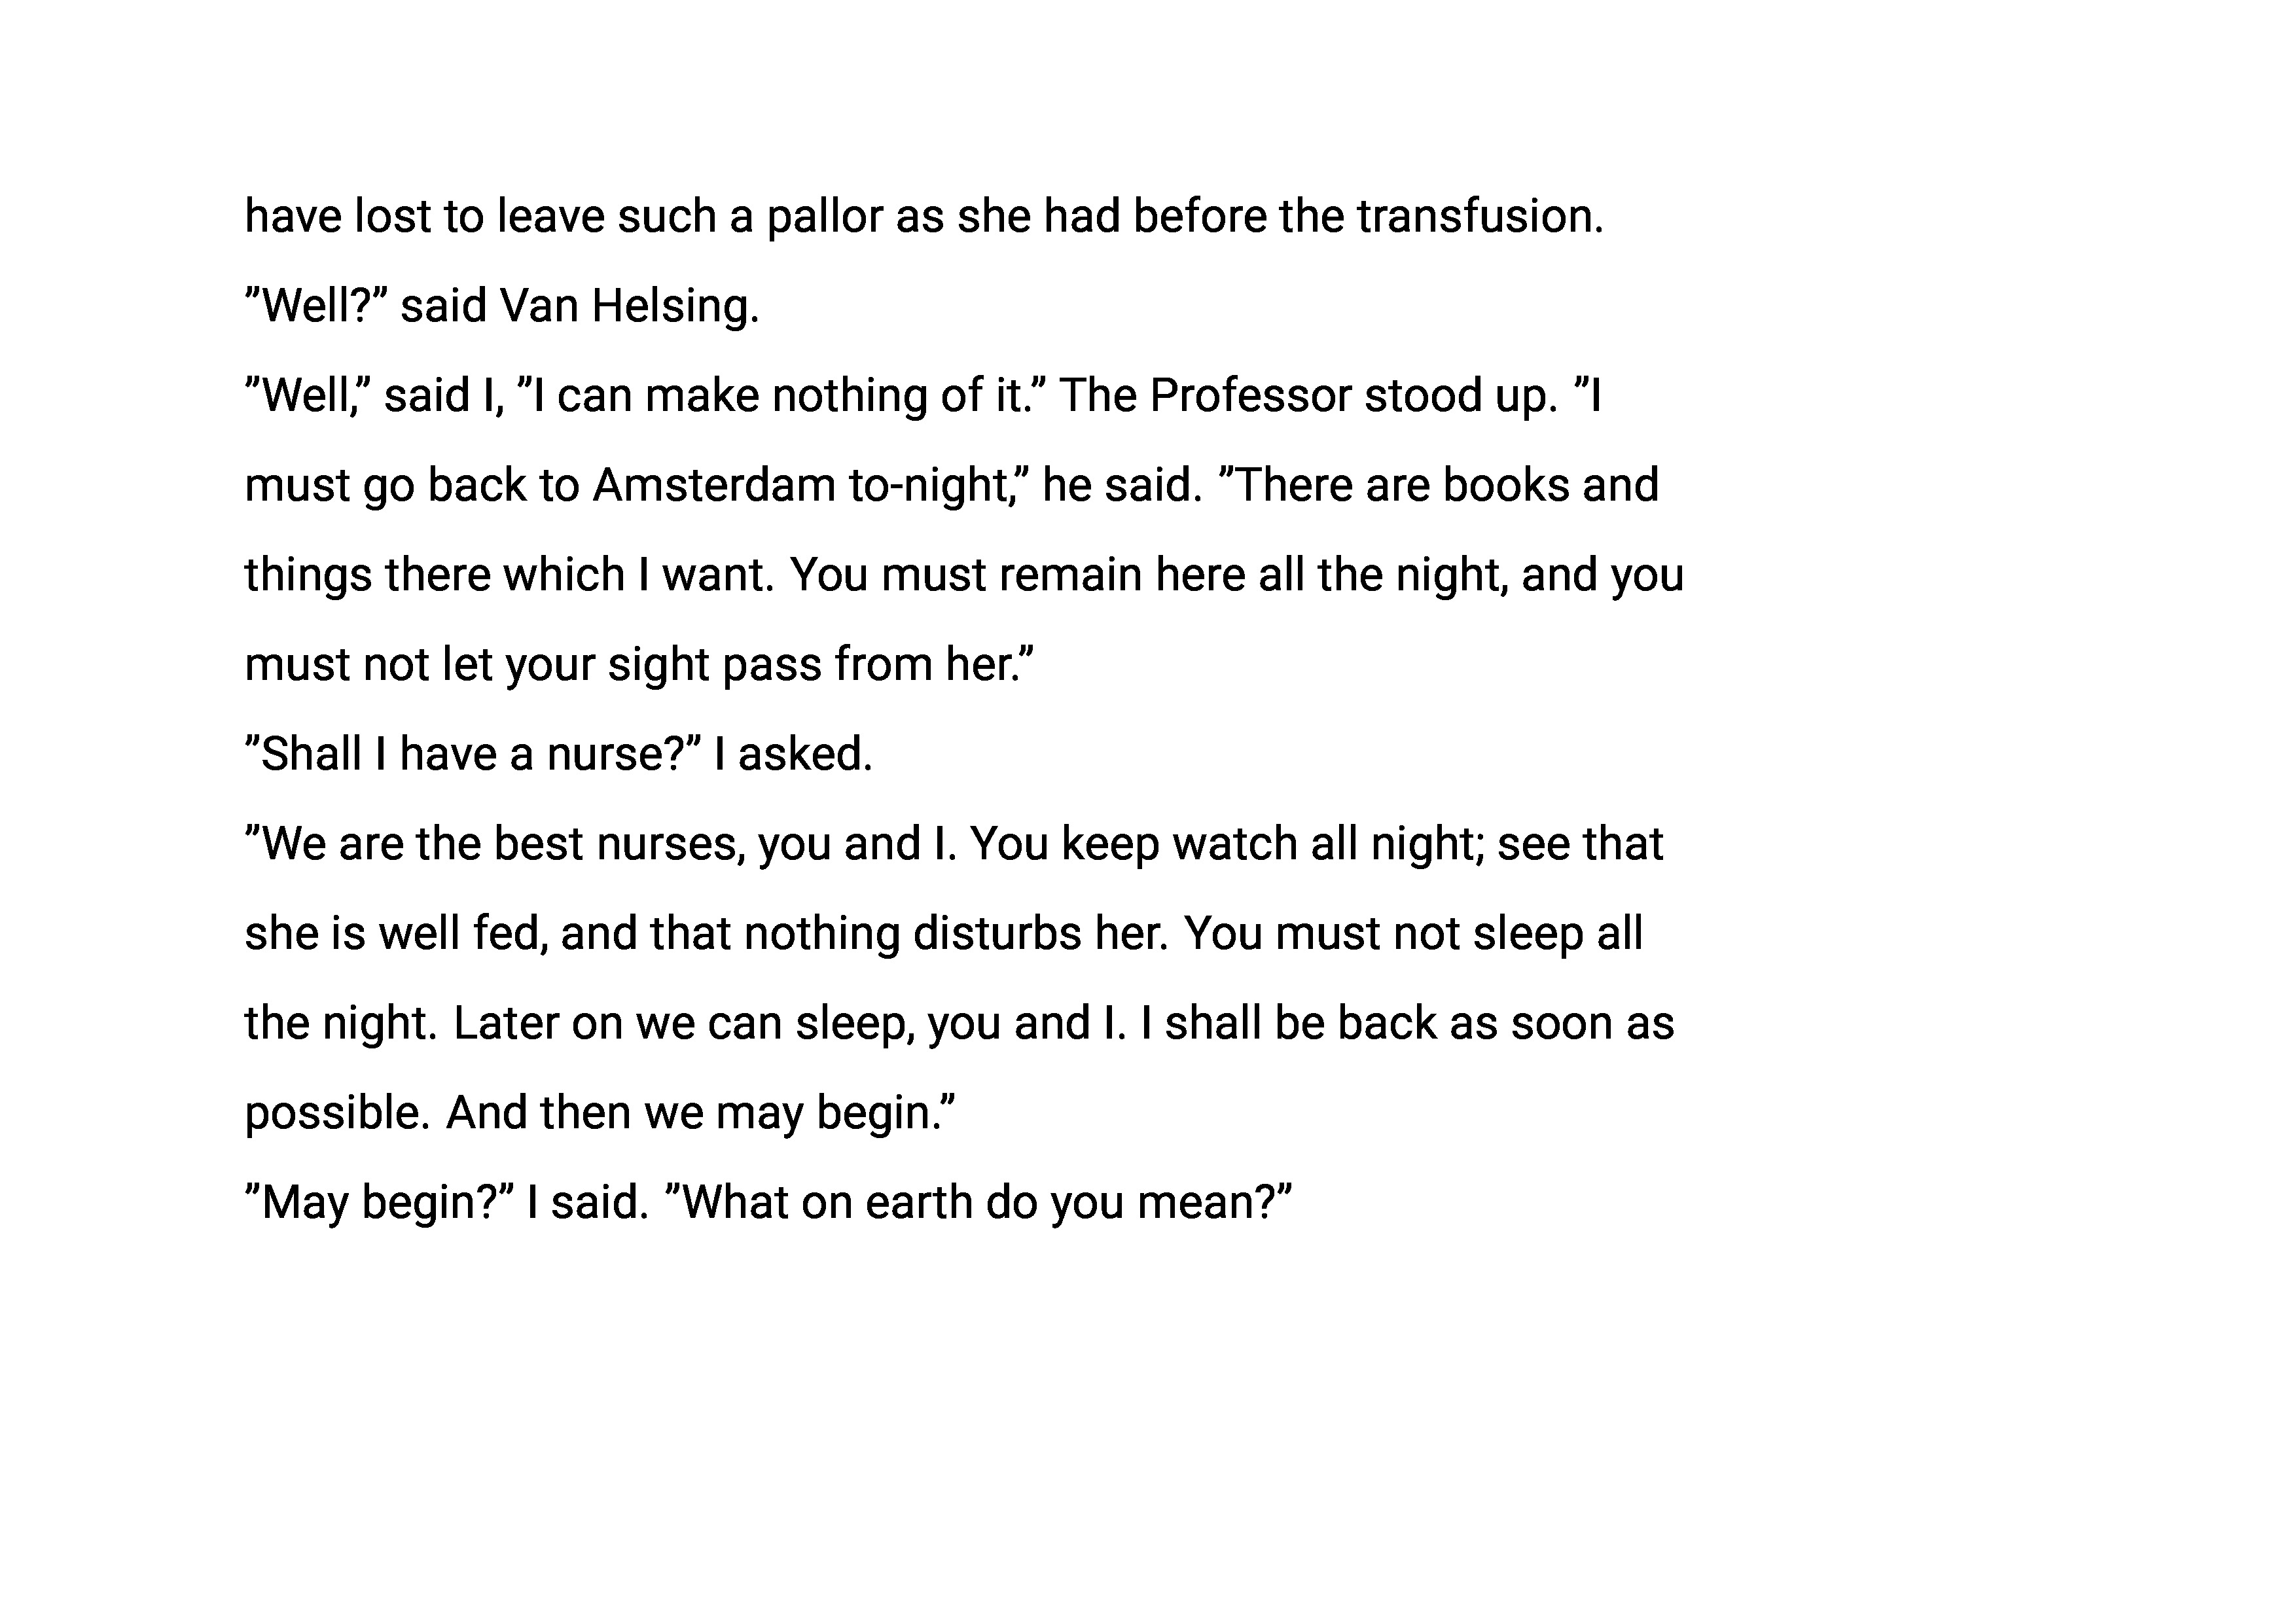 have lost to leave such a pallor as she had before the transfusion.
”Well?” said Van Helsing.
”Well,” said I, ”I can make nothing of it.” The Professor stood up. ”I
must go back to Amsterdam to-night,” he said. ”There are books and
things there which I want. You must remain here all the night, and you
must not let your sight pass from her.”
”Shall I have a nurse?” I asked.
”We are the best nurses, you and I. You keep watch all night; see that
she is well fed, and that nothing disturbs her. You must not sleep all
the night. Later on we can sleep, you and I. I shall be back as soon as
possible. And then we may begin.”
”May begin?” I said. ”What on earth do you mean?”